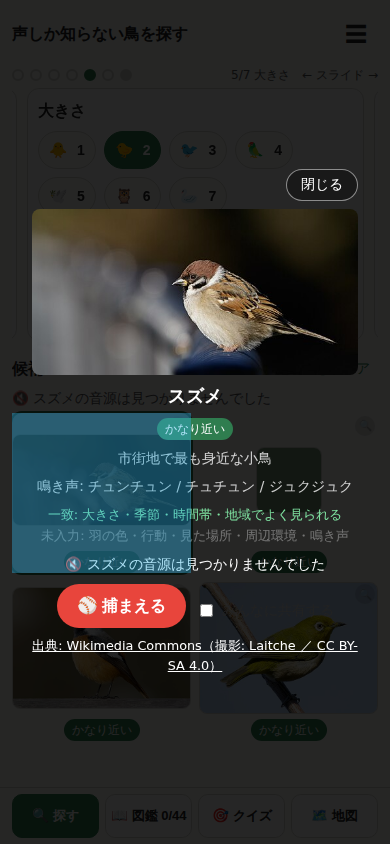 声しか知らない鳥を探す
5/7 大きさ ← スライド →
大きさ
1 2 3 4
閉じる
5 6 7
スズメ
🔇 スズメの音源は見つか
んでした
かなり近い
市街地で最も身近な小鳥
鳴き声: チュンチュン / チュチュン / ジュクジュク
一致: 大きさ・季節・時間帯・地域でよく見られる
未入力: 羽の色・行動・見た場所・周辺環境・鳴き声
🔇 スズメの音源は見つかりませんでした
捕まえる
出典: Wikimedia Commons（撮影: Laitche ／ CC BY-
SA 4.0）
かなり近い かなり近い
探す 図鑑 0/44 クイズ 地図